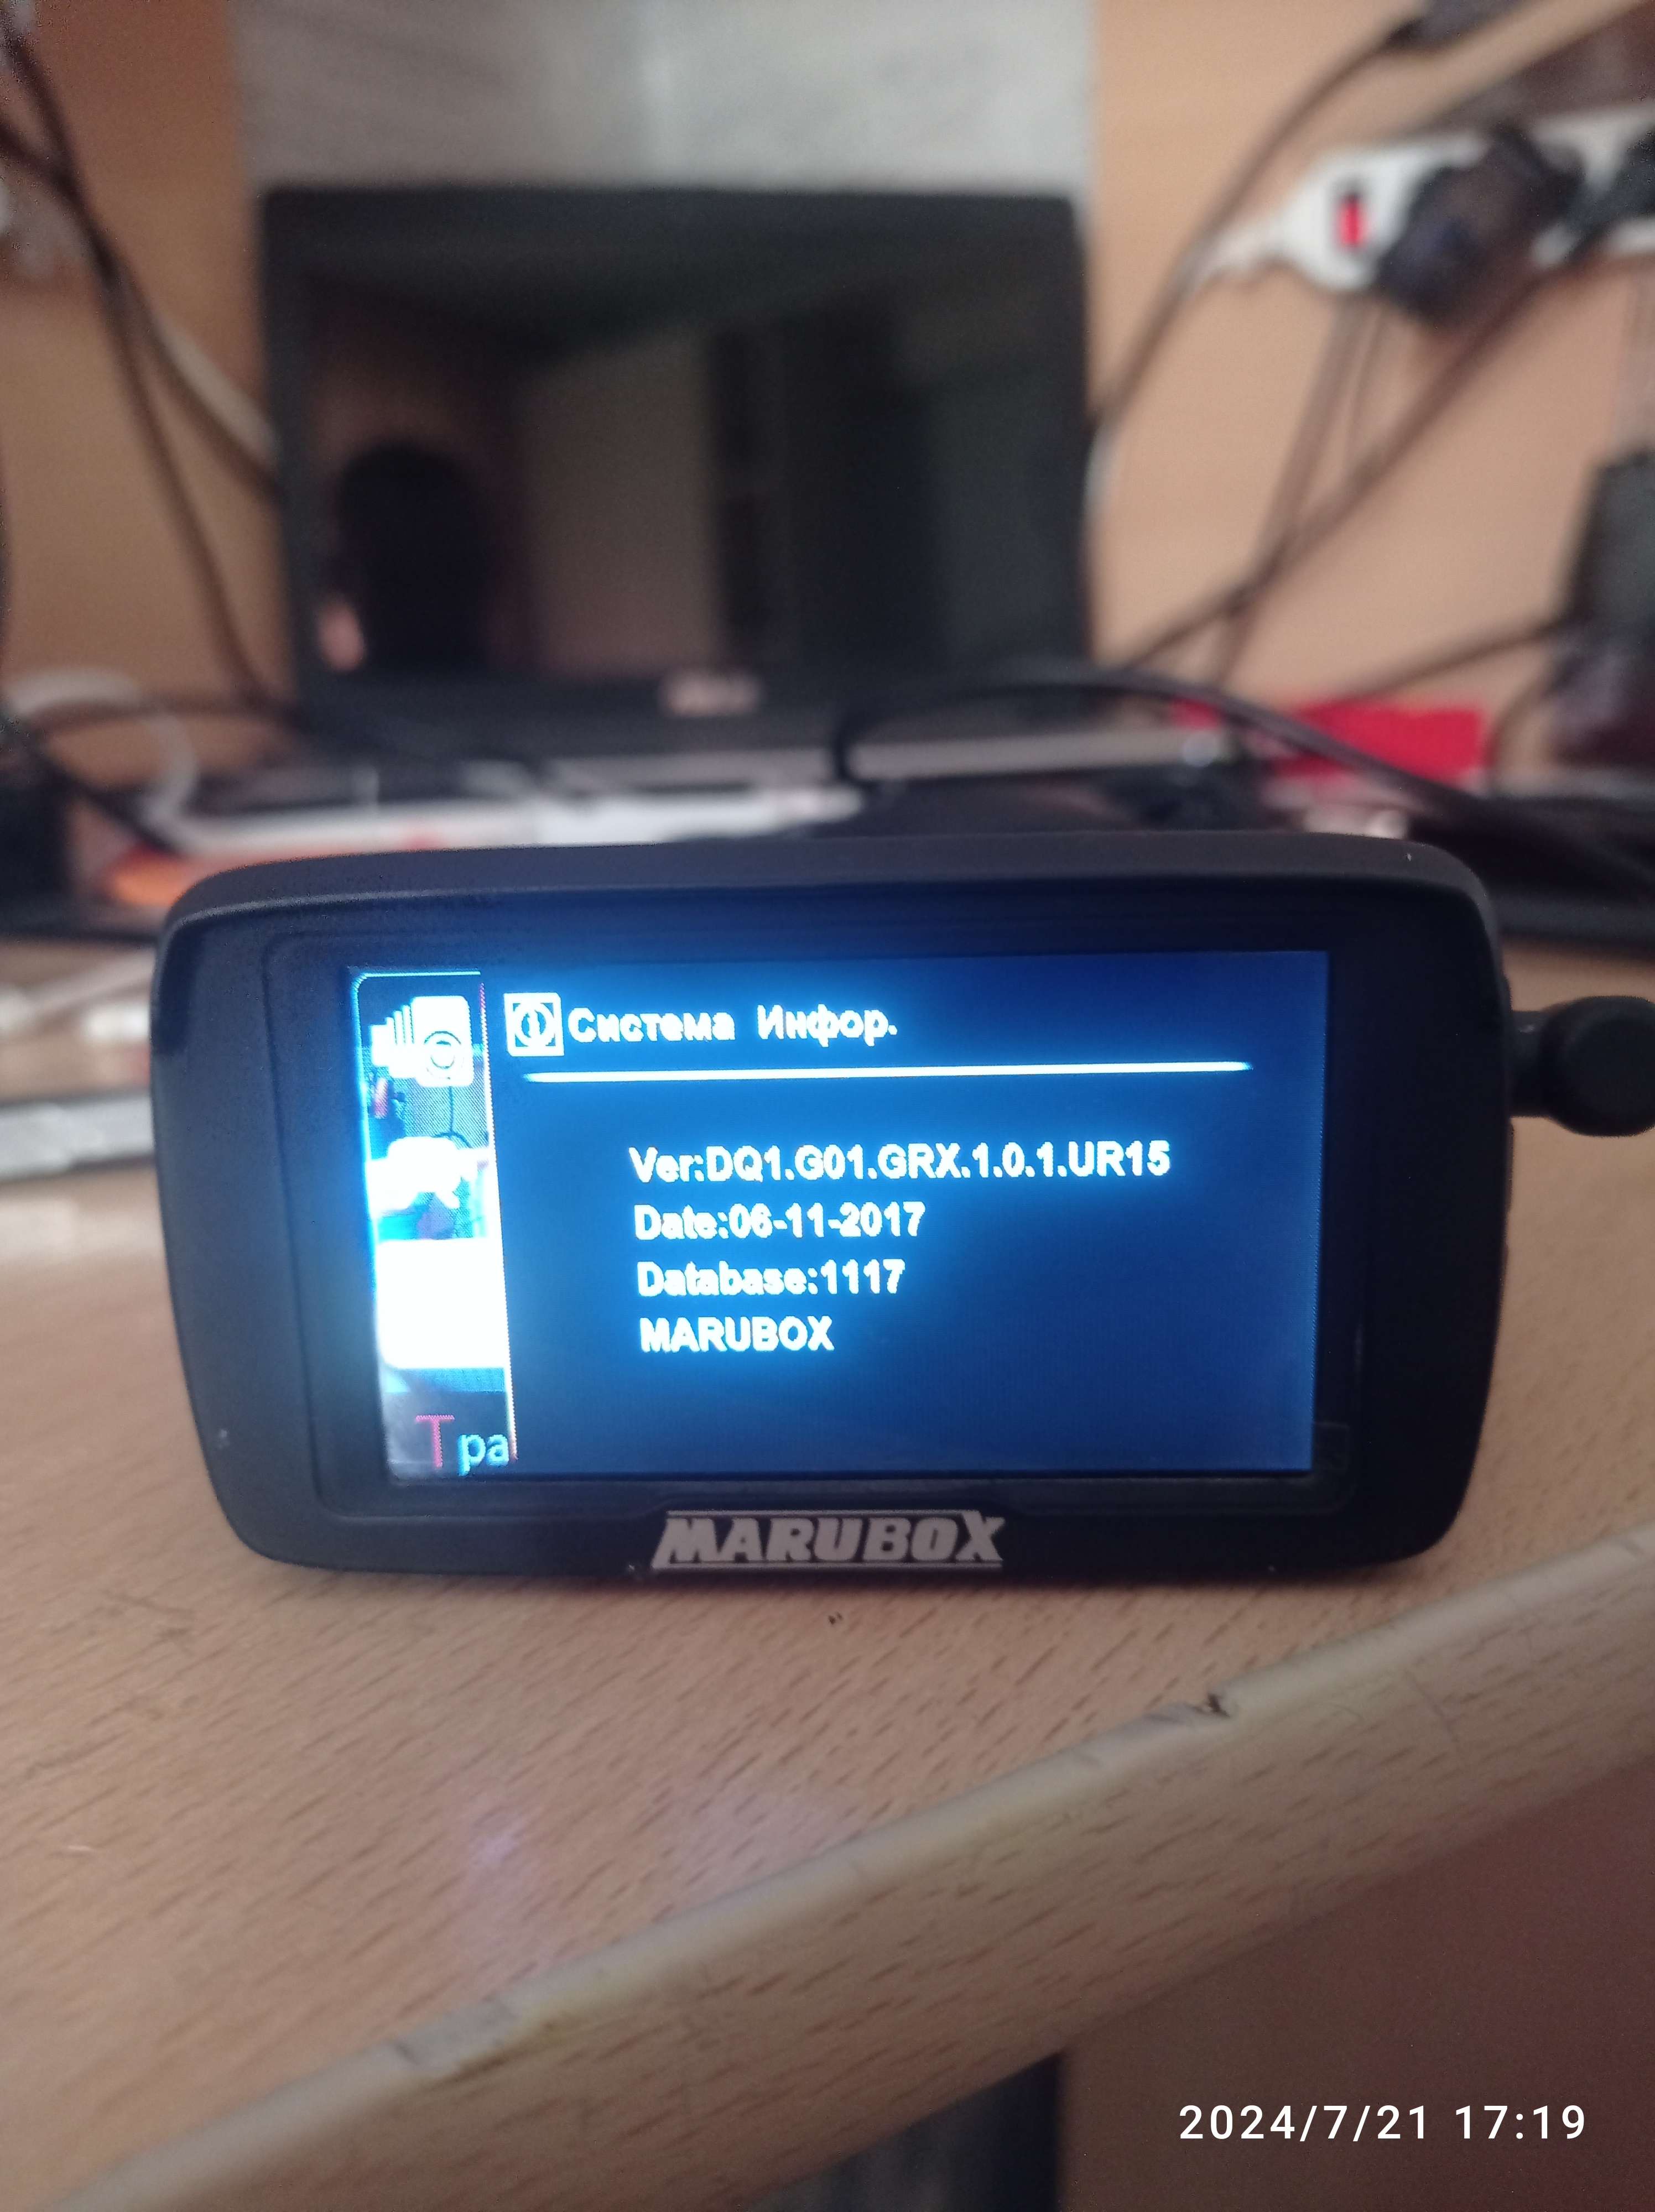 Система Инфор.
Ver:DQ1.G01.GRX.1.0.1.UR15
Date:06-11-2017
Database:1117
MARUBOX
Тра
MARUBOX
2024/7/21 17:19